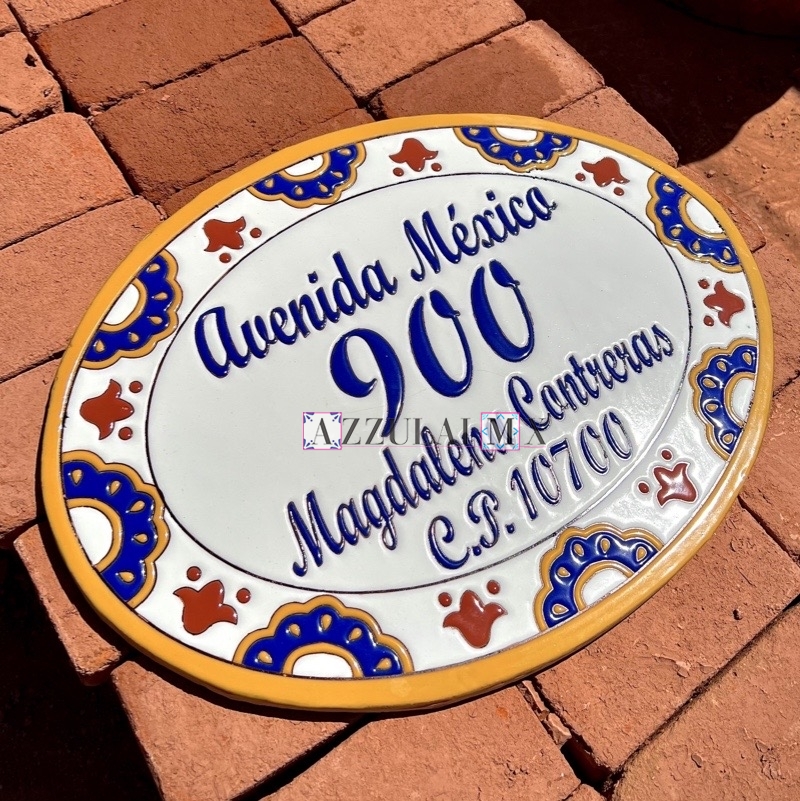 Avenida México
900
Magdalena Contreras
C.P. 10700
AZZULAI MX